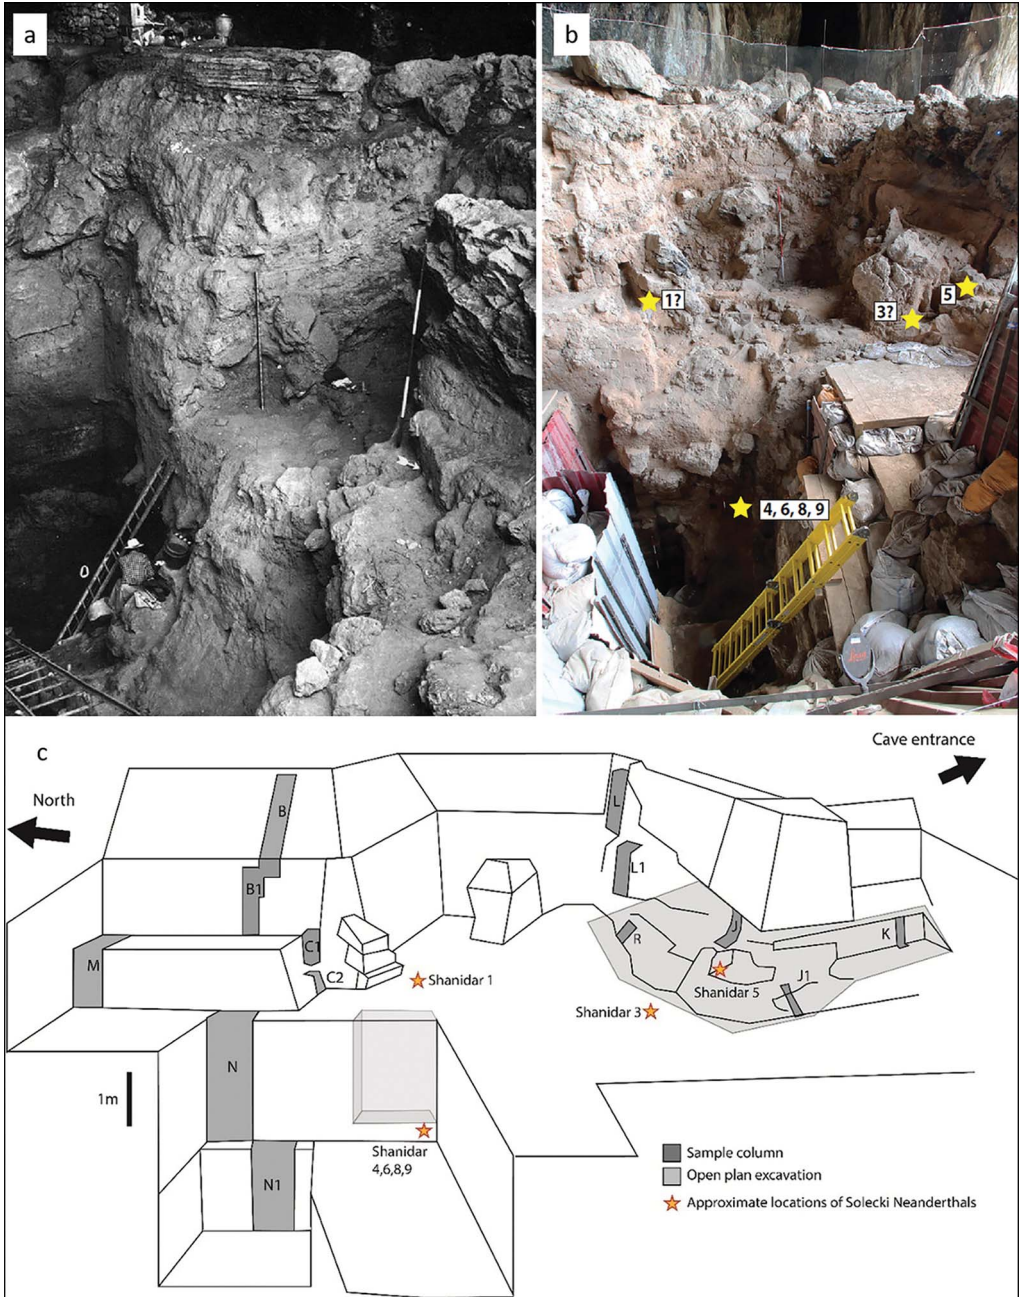 a
b
5
1?
3?
4, 6, 8, 9
c
Cave entrance
North
B
L
L1
B1
J
K
R
C1
M
C2
Shanidar 1
Shanidar 5
J1
Shanidar 3
N
1m
Shanidar
4,6,8,9
Sample column
Open plan excavation
N1
Approximate locations of Solecki Neanderthals